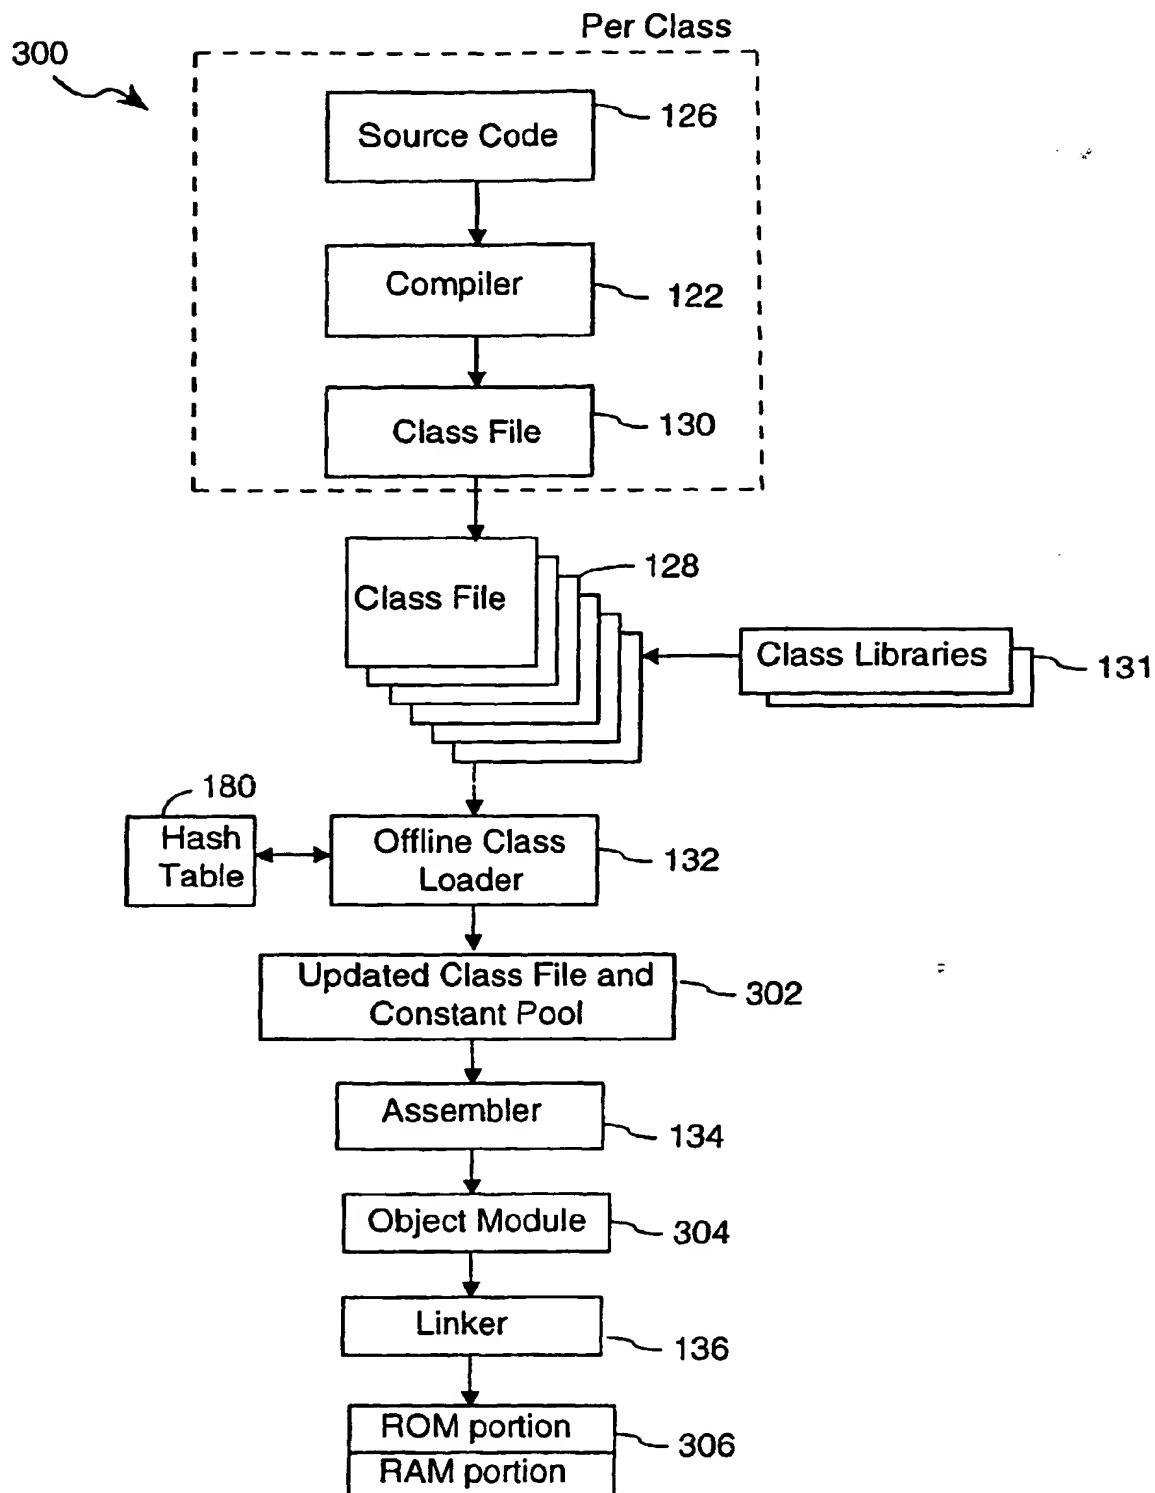 Per Class
300
Source Code
126
Compiler
122
Class File
130
Class File
128
Class Libraries
131
180
Hash
Table
Offline Class
Loader
132
Updated Class File and
Constant Pool
302
Assembler
134
Object Module
304
Linker
136
ROM portion
306
RAM portion